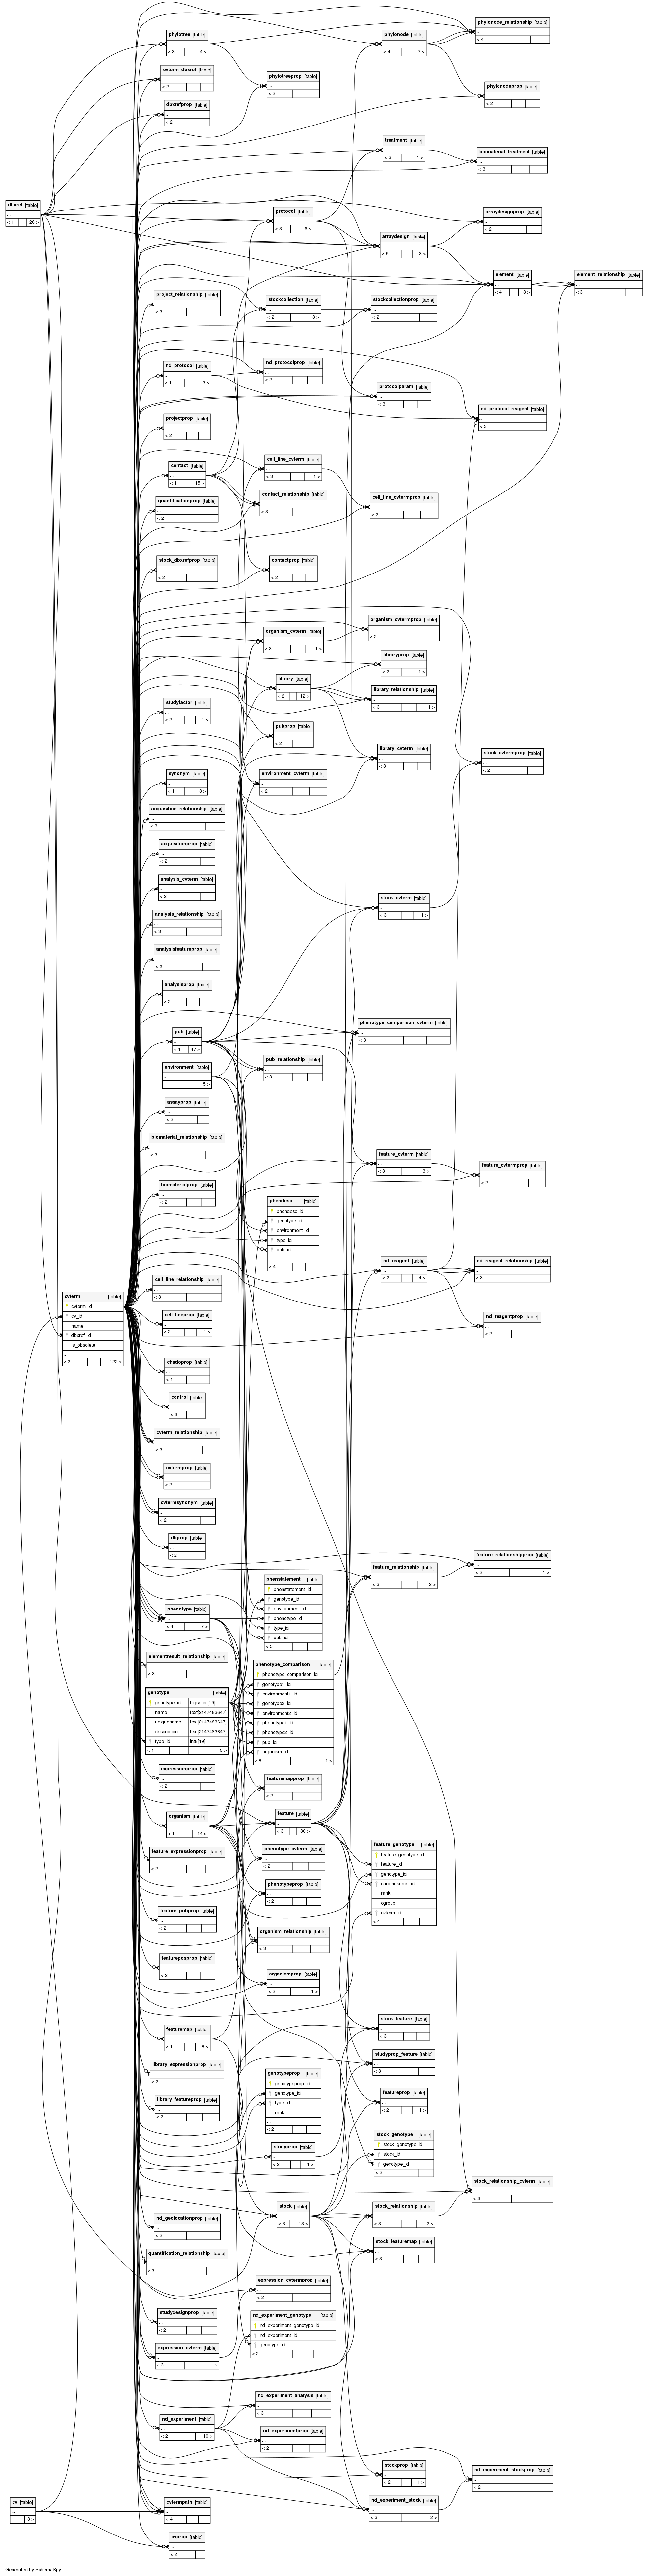 phylotree [table]
...
< 3 4 >
phylonode [table]
...
< 4 7 >
phylonode_relationship [table]
...
< 4
cvterm_dbxref [table]
...
< 2
phylotreeprop [table]
...
< 2
phylonodeprop [table]
...
< 2
dbxrefprop [table]
...
< 2
treatment [table]
...
< 3 1 >
biomaterial_treatment [table]
...
< 3
dbxref [table]
...
< 1 26 >
protocol [table]
...
< 3 6 >
arraydesignprop [table]
...
< 2
arraydesign [table]
...
< 5 3 >
element [table]
...
< 4 3 >
element_relationship [table]
...
< 3
project_relationship [table]
...
< 3
stockcollection [table]
...
< 2 3 >
stockcollectionprop [table]
...
< 2
nd_protocol [table]
...
< 1 3 >
nd_protocolprop [table]
...
< 2
protocolparam [table]
...
< 3
nd_protocol_reagent [table]
...
< 3
projectprop [table]
...
< 2
contact [table]
...
< 1 15 >
cell_line_cvterm [table]
...
< 3 1 >
quantificationprop [table]
...
< 2
contact_relationship [table]
...
< 3
cell_line_cvtermprop [table]
...
< 2
stock_dbxrefprop [table]
...
< 2
contactprop [table]
...
< 2
organism_cvterm [table]
...
< 3 1 >
organism_cvtermprop [table]
...
< 2
libraryprop [table]
...
< 2 1 >
library [table]
...
< 2 12 >
library_relationship [table]
...
< 3 1 >
studyfactor [table]
...
< 2 1 >
pubprop [table]
...
< 2
library_cvterm [table]
...
< 3
stock_cvtermprop [table]
...
< 2
synonym [table]
...
< 1 3 >
environment_cvterm [table]
...
< 2
acquisition_relationship [table]
...
< 3
acquisitionprop [table]
...
< 2
analysis_cvterm [table]
...
< 2
stock_cvterm [table]
...
< 3 1 >
analysis_relationship [table]
...
< 3
analysisfeatureprop [table]
...
< 2
analysisprop [table]
...
< 2
pub [table]
...
< 1 47 >
phenotype_comparison_cvterm [table]
...
< 3
environment [table]
...
5 >
pub_relationship [table]
...
< 3
assayprop [table]
...
< 2
biomaterial_relationship [table]
...
< 3
feature_cvterm [table]
...
< 3 3 >
feature_cvtermprop [table]
...
< 2
biomaterialprop [table]
...
< 2
phendesc [table]
phendesc_id
genotype_id
environment_id
type_id
pub_id
...
< 4
nd_reagent [table]
...
< 2 4 >
nd_reagent_relationship [table]
...
< 3
cvterm [table]
cvterm_id
cv_id
name
dbxref_id
is_obsolete
...
< 2 122 >
cell_line_relationship [table]
...
< 3
cell_lineprop [table]
...
< 2 1 >
nd_reagentprop [table]
...
< 2
chadoprop [table]
...
< 1
control [table]
...
< 3
cvterm_relationship [table]
...
< 3
cvtermprop [table]
...
< 2
cvtermsynonym [table]
...
< 2
dbprop [table]
...
< 2
feature_relationship [table]
...
< 3 2 >
feature_relationshipprop [table]
...
< 2 1 >
phenstatement [table]
phenstatement_id
genotype_id
environment_id
phenotype_id
type_id
pub_id
< 5
phenotype [table]
...
< 4 7 >
elementresult_relationship [table]
...
< 3
phenotype_comparison [table]
phenotype_comparison_id
genotype1_id
environment1_id
genotype2_id
environment2_id
phenotype1_id
phenotype2_id
pub_id
organism_id
< 8 1 >
genotype [table]
genotype_id bigserial[19]
name text[2147483647]
uniquename text[2147483647]
description text[2147483647]
type_id int8[19]
< 1 8 >
expressionprop [table]
...
< 2
featuremapprop [table]
...
< 2
organism [table]
...
< 1 14 >
feature [table]
...
< 3 30 >
feature_expressionprop [table]
...
< 2
phenotype_cvterm [table]
...
< 2
feature_genotype [table]
feature_genotype_id
feature_id
genotype_id
chromosome_id
rank
cgroup
cvterm_id
< 4
phenotypeprop [table]
...
< 2
feature_pubprop [table]
...
< 2
organism_relationship [table]
...
< 3
featureposprop [table]
...
< 2
organismprop [table]
...
< 2 1 >
featuremap [table]
...
< 1 8 >
stock_feature [table]
...
< 3
studyprop_feature [table]
...
< 3
library_expressionprop [table]
...
< 2
genotypeprop [table]
genotypeprop_id
genotype_id
type_id
rank
...
< 2
library_featureprop [table]
...
< 2
featureprop [table]
...
< 2 1 >
stock_genotype [table]
stock_genotype_id
stock_id
genotype_id
< 2
studyprop [table]
...
< 2 1 >
stock_relationship_cvterm [table]
...
< 3
nd_geolocationprop [table]
...
< 2
stock [table]
...
< 3 13 >
stock_relationship [table]
...
< 3 2 >
quantification_relationship [table]
...
< 3
stock_featuremap [table]
...
< 3
expression_cvtermprop [table]
...
< 2
studydesignprop [table]
...
< 2
nd_experiment_genotype [table]
nd_experiment_genotype_id
nd_experiment_id
genotype_id
< 2
expression_cvterm [table]
...
< 3 1 >
nd_experiment_analysis [table]
...
< 3
nd_experiment [table]
...
< 2 10 >
nd_experimentprop [table]
...
< 2
stockprop [table]
...
< 2 1 >
nd_experiment_stockprop [table]
...
< 2
cv [table]
...
3 >
cvtermpath [table]
...
< 4
nd_experiment_stock [table]
...
< 3 2 >
cvprop [table]
...
< 2
Generated by SchemaSpy